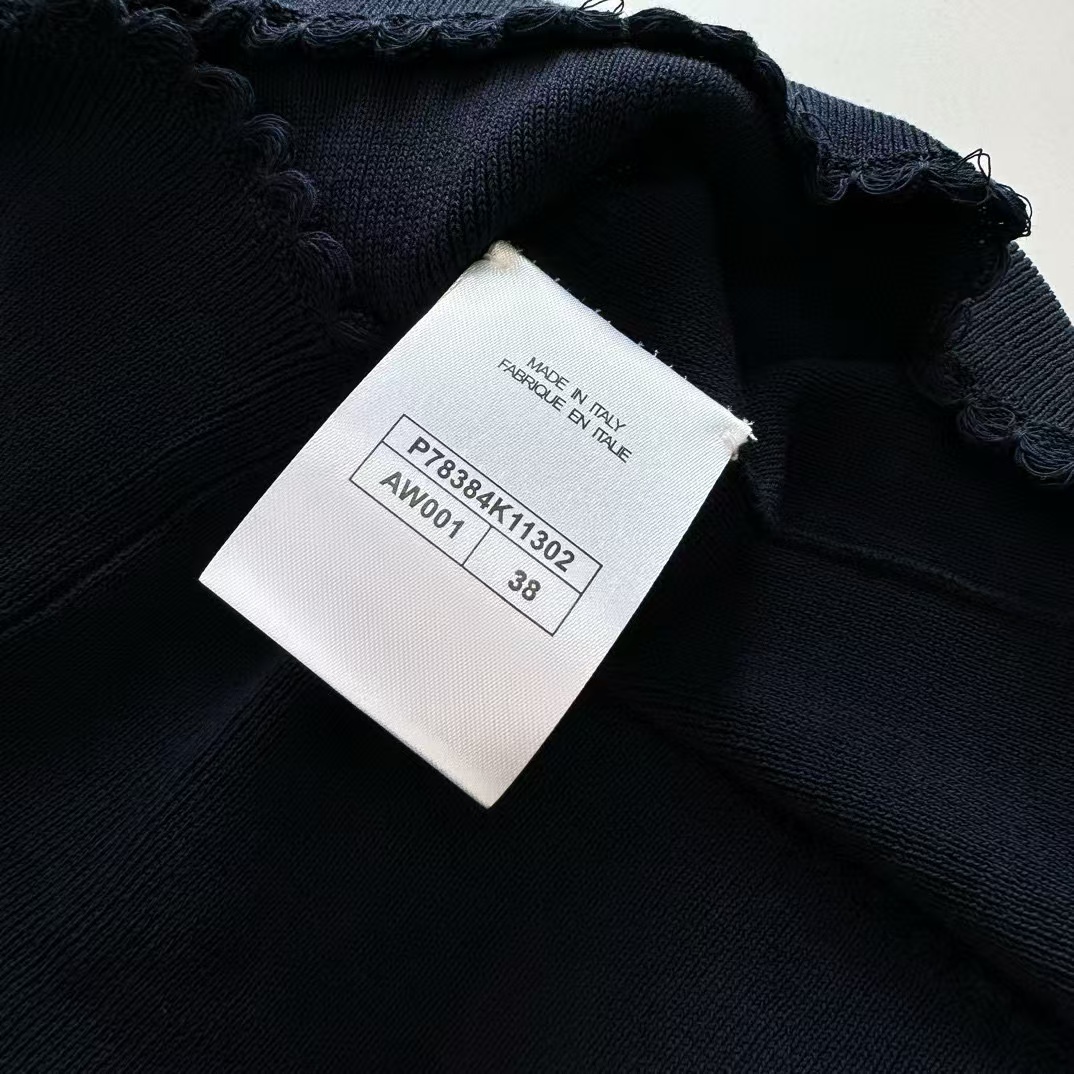 MADE IN ITALY
FABRIQUE EN ITALIE
P78384K11302
AW001 38